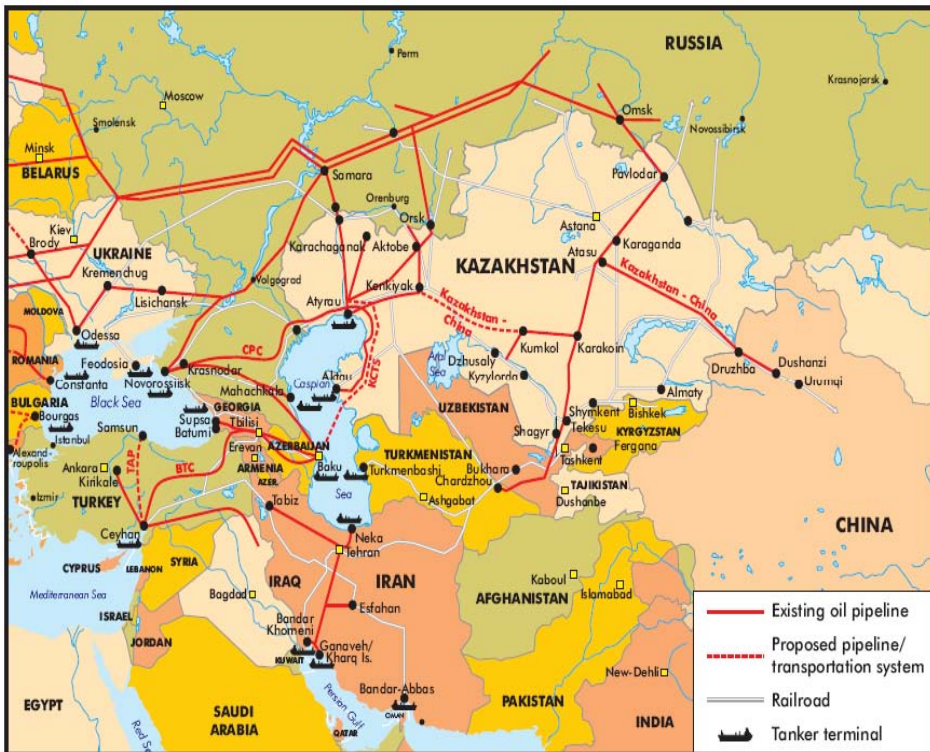 RUSSIA
Perm
Krasnojarsk
Moscow
Omsk
Smolensk
Novossibirsk
Minsk
BELARUS
Samara
Pavlodar
Orenburg
Orsk
Astana
Kiev
Brody
UKRAINE
Karachaganak
Aktobe
Atasu
Karaganda
KAZAKHSTAN
Kremenchug
Lisichansk
Volgograd
Kenkiyak
Kazakhstan -
China
Kazakhstan - China
MOLDOVA
Atyrau
Odessa
CPC
KCTS
Kumkol
Karakoin
ROMANIA
Feodosia
Krasnodar
Aral
Sea
Dzhusaly
Druzhba
Dushanzi
Constanta
Novorossiisk
Mahachkala
Caspian
Aktau
Kyzylorda
Urumqi
BULGARIA
Black Sea
Almaty
Bourgas
GEORGIA
UZBEKISTAN
Shymkent
Bishkek
Samsun
Supsa
Tbilisi
Tekesu
KYRGYZSTAN
Istanbul
Batumi
AZERBAIJAN
Shagyr
Alexand-
roupolis
Erevan
TURKMENISTAN
Fergana
Ankara
TAP
BTC
ARMENIA
Baku
Turkmenbashi
Bukhara
Tashkent
Kirikale
AZER.
Chardzhou
TAJIKISTAN
Izmir
TURKEY
Sea
Ashgabat
Dushanbe
Tabiz
CHINA
Ceyhan
Neka
Tehran
CYPRUS
LEBANON
SYRIA
IRAQ
IRAN
Kaboul
Mediterranean Sea
Bagdad
AFGHANISTAN
Islamabad
ISRAEL
Esfahan
JORDAN
Bandar
Khomeni
Ganaveh/
Kharq Is.
KUWAIT
New-Dehli
EGYPT
Bandar-Abbas
PAKISTAN
SAUDI
ARABIA
Persian Gulf
OMAN
INDIA
Red Se
QATAR
Existing oil pipeline
Proposed pipeline/
transportation system
Railroad
Tanker terminal